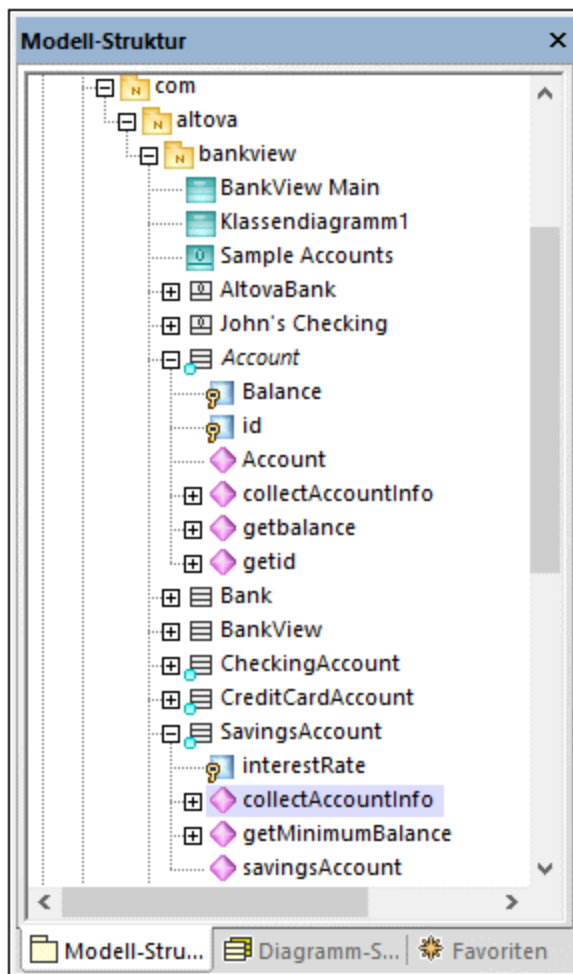 Modell-Struktur
com
altova
bankview
BankView Main
Klassendiagramm1
Sample Accounts
AltovaBank
John's Checking
Account
Balance
id
Account
collectAccountInfo
getbalance
getid
Bank
BankView
CheckingAccount
CreditCardAccount
SavingsAccount
interestRate
collectAccountInfo
getMinimumBalance
savingsAccount
Modell-Stru... Diagramm-S... Favoriten